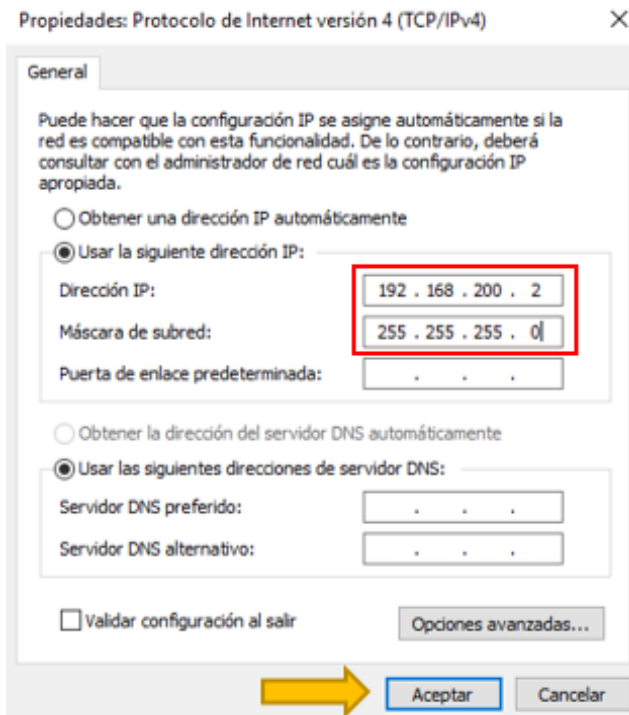 Propiedades: Protocolo de Internet versión 4 (TCP/IPv4)
General
Puede hacer que la configuración IP se asigne automáticamente si la
red es compatible con esta funcionalidad. De lo contrario, deberá
consultar con el administrador de red cuál es la configuración IP
apropiada.
Obtener una dirección IP automáticamente
Usar la siguiente dirección IP:
Dirección IP: 192 . 168 . 200 . 2
Máscara de subred: 255 . 255 . 255 . 0
Puerta de enlace predeterminada: . . .
Obtener la dirección del servidor DNS automáticamente
Usar las siguientes direcciones de servidor DNS:
Servidor DNS preferido: . . .
Servidor DNS alternativo: . . .
Validar configuración al salir Opciones avanzadas...
Aceptar Cancelar